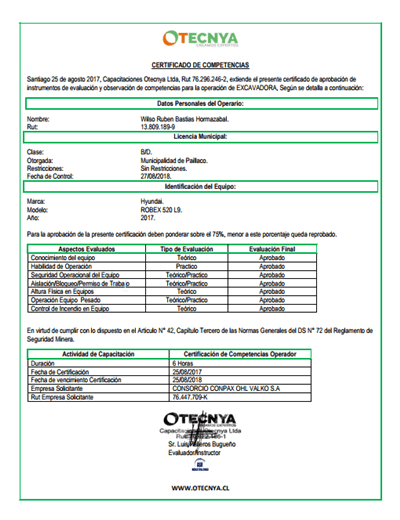 OTECNYA
CERTIFICADO DE COMPETENCIAS
Santiago 25 de agosto 2017, Capacitaciones Otecnya Ltda, Rut 76.296.246-2, extiende el presente certificado de aprobación de
instrumentos de evaluación y observación de competencias para la operación de EXCAVADORA, Según se detalla a continuación:
Datos Personales del Operario:
Nombre: Wilso Ruben Bastias Hormazabal.
Rut: 13.809.189-9
Licencia Municipal:
Clase: B/D.
Otorgada: Municipalidad de Paillaco.
Restricciones: Sin Restricciones.
Fecha de Control: 27/08/2018.
Identificación del Equipo:
Marca: Hyundai.
Modelo: ROBEX 520 L9.
Año: 2017.
Para la aprobación de la presente certificación deben ponderar sobre el 75%, menor a este porcentaje queda reprobado.
Aspectos Evaluados Tipo de Evaluación Evaluación Final
Conocimiento del equipo Teórico Aprobado
Habilidad de Operación Practico Aprobado
Seguridad Operacional del Equipo Teórico/Practico Aprobado
Aislación/Bloqueo/Permiso de Trabajo Teórico/Practico Aprobado
Altura Física en Equipos Teórico Aprobado
Operación Equipo Pesado Teórico/Practico Aprobado
Control de Incendio en Equipo Teórico Aprobado
En virtud de cumplir con lo dispuesto en el Articulo N° 42, Capitulo Tercero de las Normas Generales del DS N° 72 del Reglamento de
Seguridad Minera.
Actividad de Capacitación Certificación de Competencias Operador
Duración 6 Horas
Fecha de Certificación 25/08/2017
Fecha de vencimiento Certificación 25/08/2018
Empresa Solicitante CONSORCIO CONPAX OHL VALKO S.A
Rut Empresa Solicitante 76.447.709-K
OTECNYA
Ltda
Sr. Luis Bugueño
Evaluador/Instructor
WWW.OTECNYA.CL